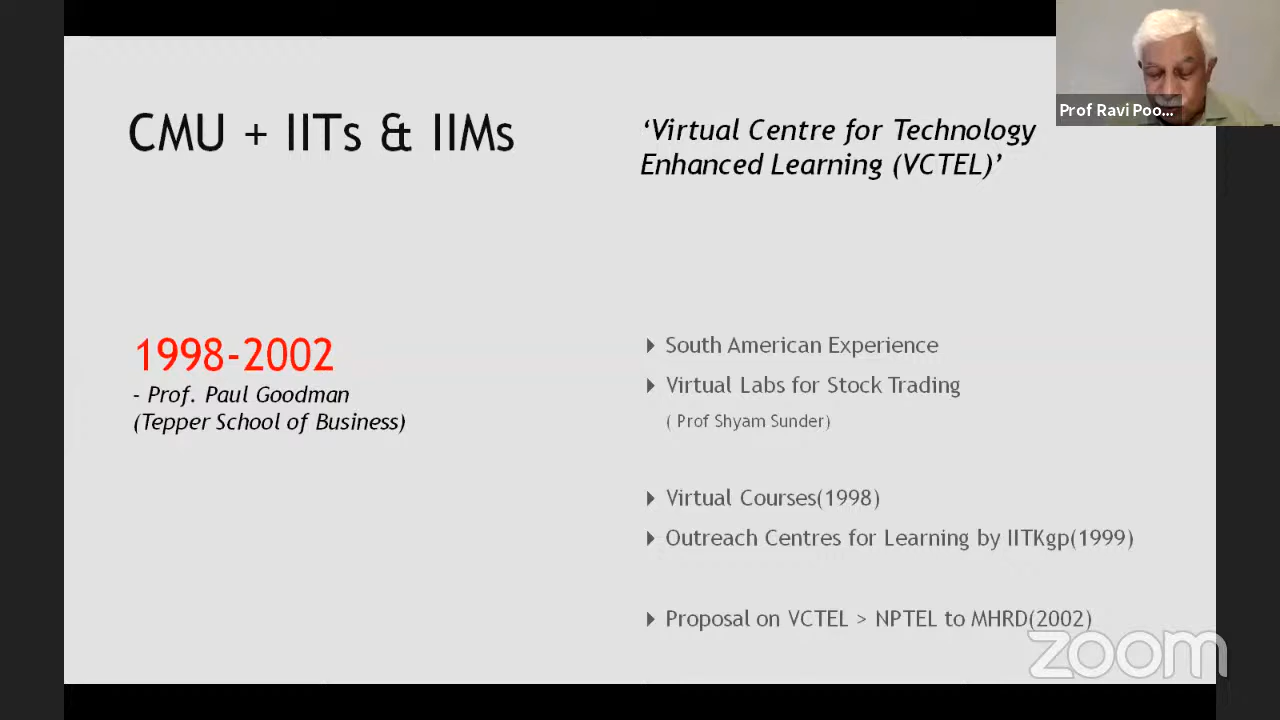 CMU + IITs & IIMs
‘Virtual Centre for Technology
Enhanced Learning (VCTEL)’
Prof Ravi Poo...
1998-2002
- Prof. Paul Goodman
(Tepper School of Business)
South American Experience
Virtual Labs for Stock Trading
( Prof Shyam Sunder)
Virtual Courses(1998)
Outreach Centres for Learning by IITKgp(1999)
Proposal on VCTEL > NPTEL to MHRD(2002)
zoom